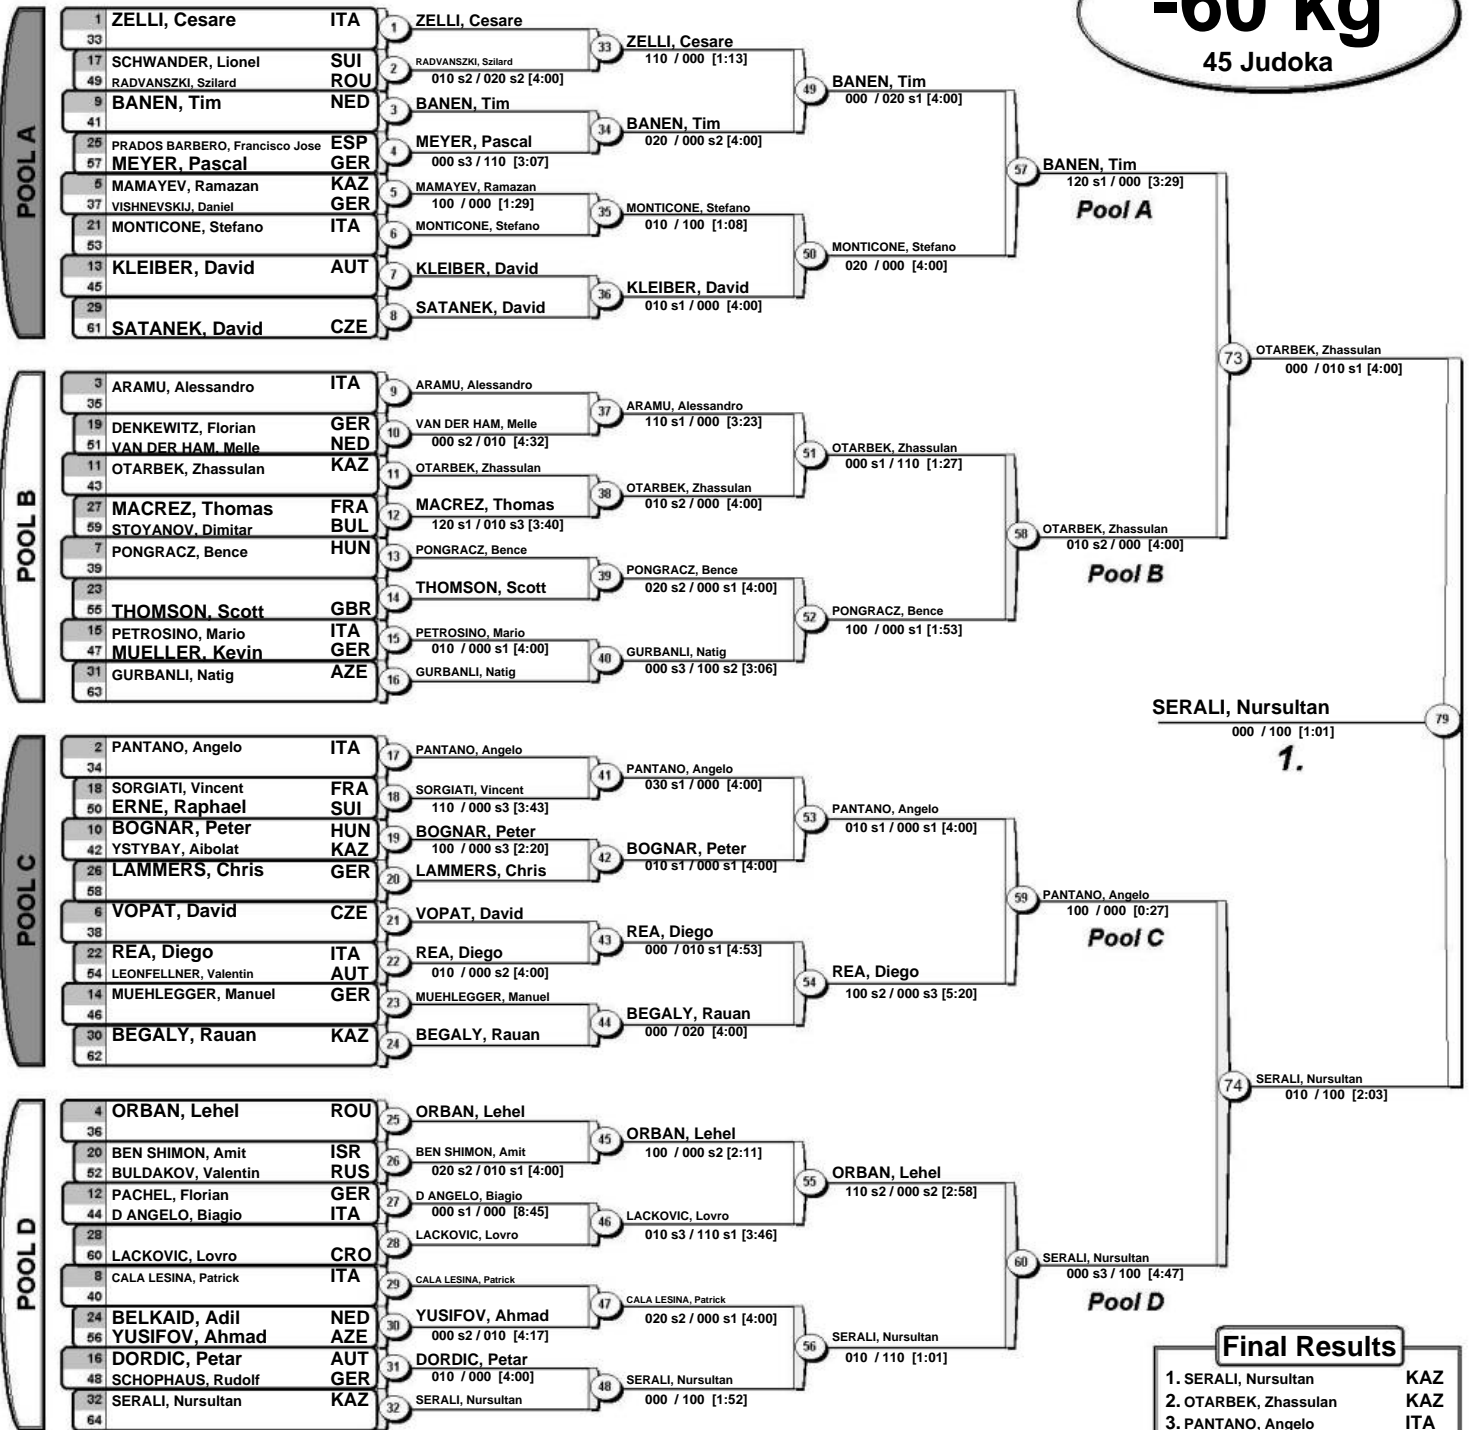 -60 kg
45 Judoka
POOL A
1 ZELLI, Cesare ITA
33
17 SCHWANDER, Lionel SUI
49 RADVANSZKI, Szilard ROU
9 BANEN, Tim NED
41
25 PRADOS BARBERO, Francisco Jose ESP
57 MEYER, Pascal GER
5 MAMAYEV, Ramazan KAZ
37 VISHNEVSKIJ, Daniel GER
21 MONTICONE, Stefano ITA
53
13 KLEIBER, David AUT
45
29
61 SATANEK, David CZE
1 ZELLI, Cesare
2 RADVANSZKI, Szilard
010 s2 / 020 s2 [4:00]
3 BANEN, Tim
4 MEYER, Pascal
000 s3 / 110 [3:07]
5 MAMAYEV, Ramazan
100 / 000 [1:29]
6 MONTICONE, Stefano
7 KLEIBER, David
8 SATANEK, David
33 ZELLI, Cesare
110 / 000 [1:13]
34 BANEN, Tim
020 / 000 s2 [4:00]
35 MONTICONE, Stefano
010 / 100 [1:08]
36 KLEIBER, David
010 s1 / 000 [4:00]
49 BANEN, Tim
000 / 020 s1 [4:00]
50 MONTICONE, Stefano
020 / 000 [4:00]
57 BANEN, Tim
120 s1 / 000 [3:29]
Pool A
POOL B
3 ARAMU, Alessandro ITA
35
19 DENKEWITZ, Florian GER
51 VAN DER HAM, Melle NED
11 OTARBEK, Zhassulan KAZ
43
27 MACREZ, Thomas FRA
59 STOYANOV, Dimitar BUL
7 PONGRACZ, Bence HUN
39
23
55 THOMSON, Scott GBR
15 PETROSINO, Mario ITA
47 MUELLER, Kevin GER
31 GURBANLI, Natig AZE
63
9 ARAMU, Alessandro
10 VAN DER HAM, Melle
000 s2 / 010 [4:32]
11 OTARBEK, Zhassulan
12 MACREZ, Thomas
120 s1 / 010 s3 [3:40]
13 PONGRACZ, Bence
14 THOMSON, Scott
15 PETROSINO, Mario
010 / 000 s1 [4:00]
16 GURBANLI, Natig
37 ARAMU, Alessandro
110 s1 / 000 [3:23]
38 OTARBEK, Zhassulan
010 s2 / 000 [4:00]
39 PONGRACZ, Bence
020 s2 / 000 s1 [4:00]
40 GURBANLI, Natig
000 s3 / 100 s2 [3:06]
51 OTARBEK, Zhassulan
000 s1 / 110 [1:27]
52 PONGRACZ, Bence
100 / 000 s1 [1:53]
58 OTARBEK, Zhassulan
010 s2 / 000 [4:00]
Pool B
73 OTARBEK, Zhassulan
000 / 010 s1 [4:00]
SERALI, Nursultan 79
000 / 100 [1:01]
1.
POOL C
2 PANTANO, Angelo ITA
34
18 SORGIATI, Vincent FRA
50 ERNE, Raphael SUI
10 BOGNAR, Peter HUN
42 YSTYBAY, Aibolat KAZ
26 LAMMERS, Chris GER
58
6 VOPAT, David CZE
38
22 REA, Diego ITA
54 LEONFELLNER, Valentin AUT
14 MUEHLEGGER, Manuel GER
46
30 BEGALY, Rauan KAZ
62
17 PANTANO, Angelo
18 SORGIATI, Vincent
110 / 000 s3 [3:43]
19 BOGNAR, Peter
100 / 000 s3 [2:20]
20 LAMMERS, Chris
21 VOPAT, David
22 REA, Diego
010 / 000 s2 [4:00]
23 MUEHLEGGER, Manuel
24 BEGALY, Rauan
41 PANTANO, Angelo
030 s1 / 000 [4:00]
42 BOGNAR, Peter
010 s1 / 000 s1 [4:00]
43 REA, Diego
000 / 010 s1 [4:53]
44 BEGALY, Rauan
000 / 020 [4:00]
53 PANTANO, Angelo
010 s1 / 000 s1 [4:00]
54 REA, Diego
100 s2 / 000 s3 [5:20]
59 PANTANO, Angelo
100 / 000 [0:27]
Pool C
74 SERALI, Nursultan
010 / 100 [2:03]
POOL D
4 ORBAN, Lehel ROU
36
20 BEN SHIMON, Amit ISR
52 BULDAKOV, Valentin RUS
12 PACHEL, Florian GER
44 D ANGELO, Biagio ITA
28
60 LACKOVIC, Lovro CRO
8 CALA LESINA, Patrick ITA
40
24 BELKAID, Adil NED
56 YUSIFOV, Ahmad AZE
16 DORDIC, Petar AUT
48 SCHOPHAUS, Rudolf GER
32 SERALI, Nursultan KAZ
64
25 ORBAN, Lehel
26 BEN SHIMON, Amit
020 s2 / 010 s1 [4:00]
27 D ANGELO, Biagio
000 s1 / 000 [8:45]
28 LACKOVIC, Lovro
29 CALA LESINA, Patrick
30 YUSIFOV, Ahmad
000 s2 / 010 [4:17]
31 DORDIC, Petar
010 / 000 [4:00]
32 SERALI, Nursultan
45 ORBAN, Lehel
100 / 000 s2 [2:11]
46 LACKOVIC, Lovro
010 s3 / 110 s1 [3:46]
47 CALA LESINA, Patrick
020 s2 / 000 s1 [4:00]
48 SERALI, Nursultan
000 / 100 [1:52]
55 ORBAN, Lehel
110 s2 / 000 s2 [2:58]
56 SERALI, Nursultan
010 / 110 [1:01]
60 SERALI, Nursultan
000 s3 / 100 [4:47]
Pool D
Final Results
1. SERALI, Nursultan KAZ
2. OTARBEK, Zhassulan KAZ
3. PANTANO, Angelo ITA